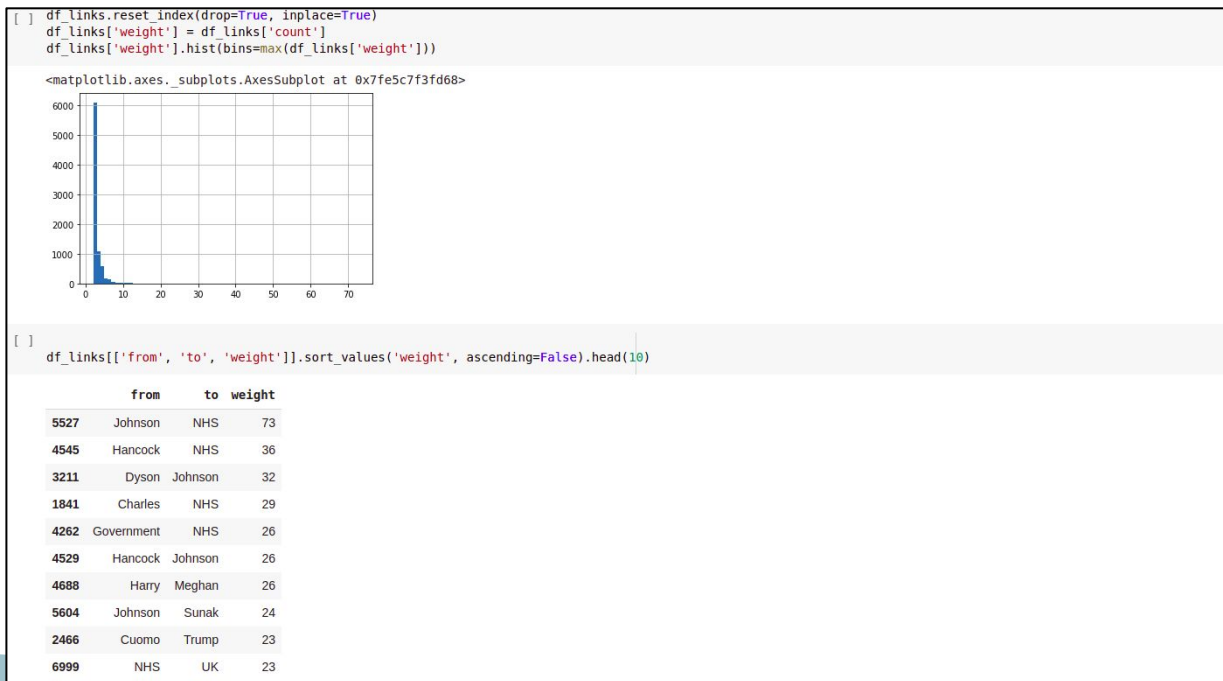 [ ] df_links.reset_index(drop=True, inplace=True)
df_links['weight'] = df_links['count']
df_links['weight'].hist(bins=max(df_links['weight']))
<matplotlib.axes._subplots.AxesSubplot at 0x7fe5c7f3fd68>
6000
5000
4000
3000
2000
1000
0
0 10 20 30 40 50 60 70
[ ]
df_links[['from', 'to', 'weight']].sort_values('weight', ascending=False).head(10)
from to weight
5527 Johnson NHS 73
4545 Hancock NHS 36
3211 Dyson Johnson 32
1841 Charles NHS 29
4262 Government NHS 26
4529 Hancock Johnson 26
4688 Harry Meghan 26
5604 Johnson Sunak 24
2466 Cuomo Trump 23
6999 NHS UK 23